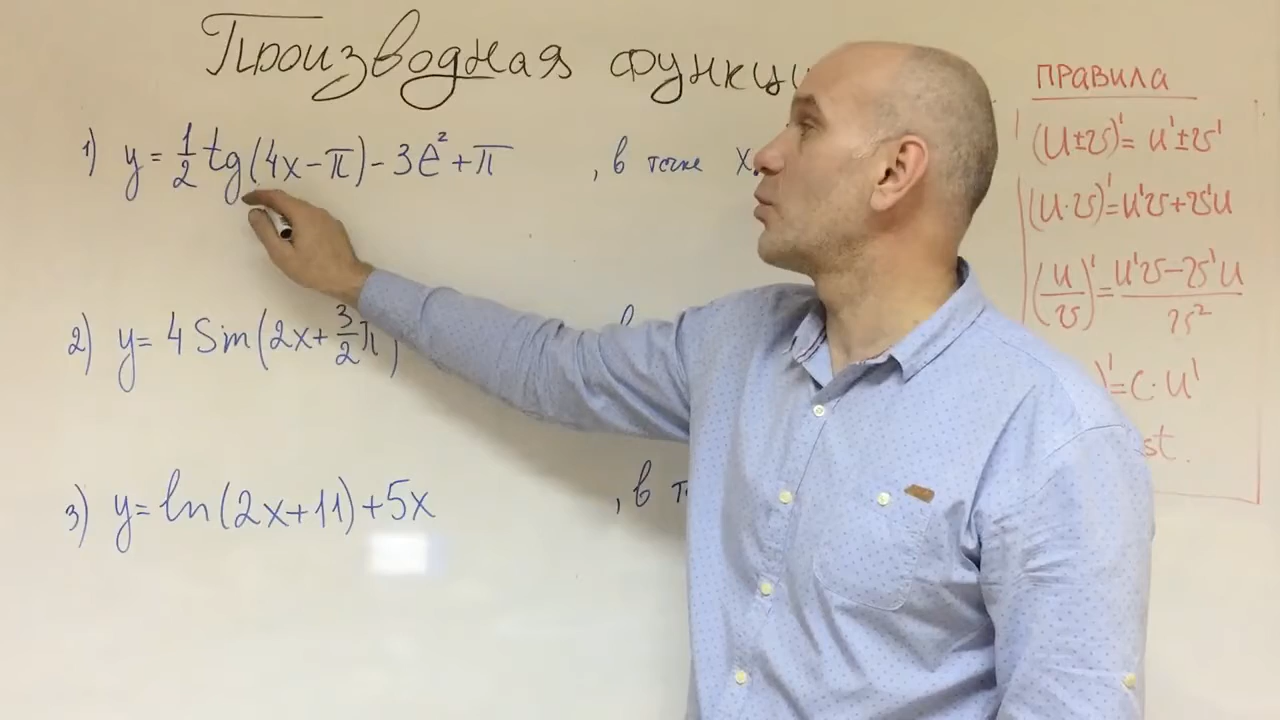 Производная функци
1) y = 1/2 tg(4x-π) - 3e² + π , в точке x
2) y = 4 Sin(2x + 3/2 π)
3) y = ln(2x+11) + 5x , в т
правила
(u±v)' = u' ± v'
(u·v)' = u'v + v'u
(u/v)' = (u'v - v'u)/v²
)' = c·u'
st.